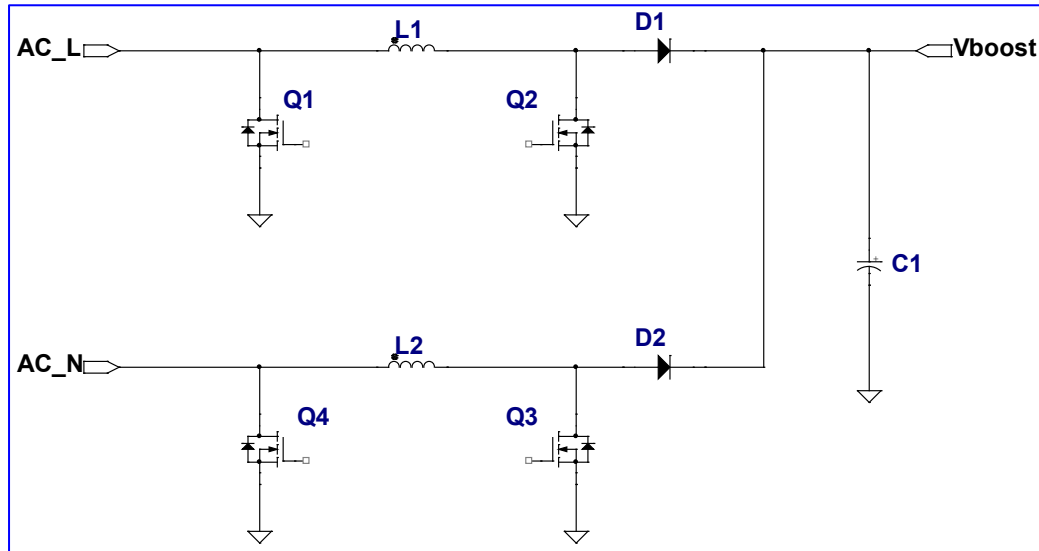 L1
D1
AC_L
Vboost
Q1
Q2
+
C1
L2
D2
AC_N
Q4
Q3